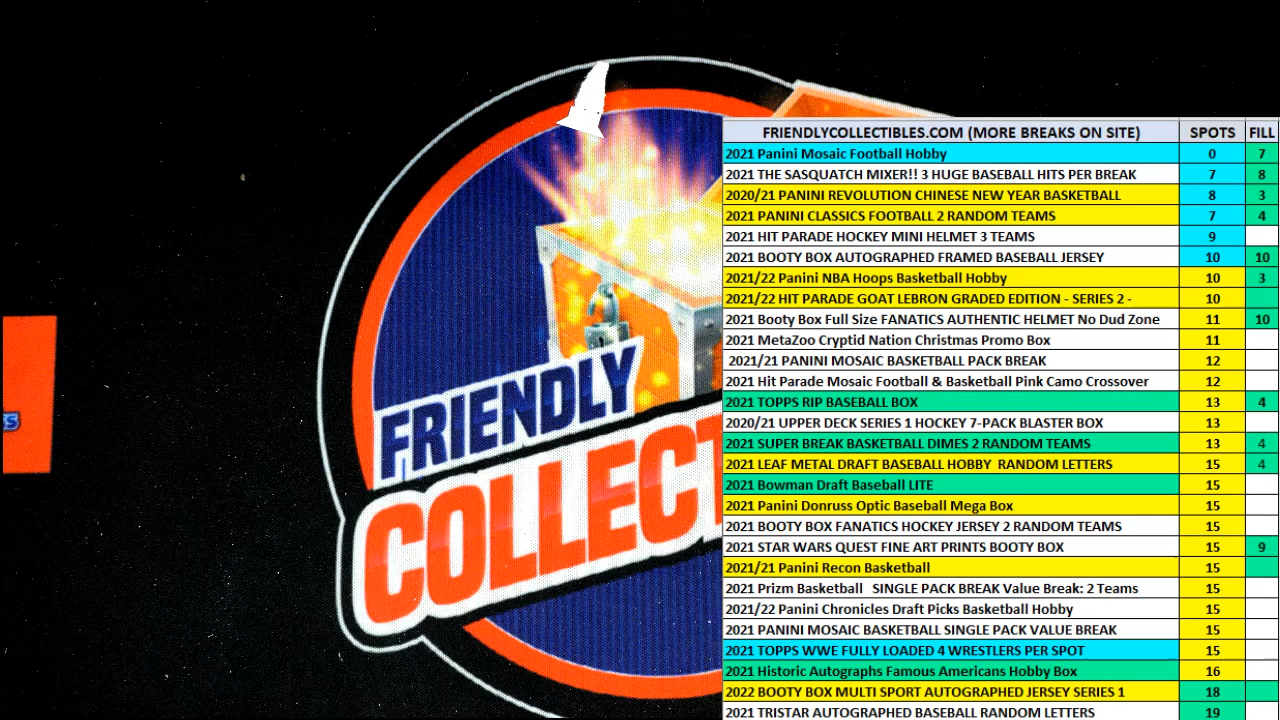 FRIENDLY
COLLECT
FRIENDLYCOLLECTIBLES.COM (MORE BREAKS ON SITE) SPOTS FILL
2021 Panini Mosaic Football Hobby 0 7
2021 THE SASQUATCH MIXER!! 3 HUGE BASEBALL HITS PER BREAK 7 8
2020/21 PANINI REVOLUTION CHINESE NEW YEAR BASKETBALL 8 3
2021 PANINI CLASSICS FOOTBALL 2 RANDOM TEAMS 7 4
2021 HIT PARADE HOCKEY MINI HELMET 3 TEAMS 9
2021 BOOTY BOX AUTOGRAPHED FRAMED BASEBALL JERSEY 10 10
2021/22 Panini NBA Hoops Basketball Hobby 10 3
2021/22 HIT PARADE GOAT LEBRON GRADED EDITION - SERIES 2 - 10
2021 Booty Box Full Size FANATICS AUTHENTIC HELMET No Dud Zone 11 10
2021 MetaZoo Cryptid Nation Christmas Promo Box 11
2021/21 PANINI MOSAIC BASKETBALL PACK BREAK 12
2021 Hit Parade Mosaic Football & Basketball Pink Camo Crossover 12
2021 TOPPS RIP BASEBALL BOX 13 4
2020/21 UPPER DECK SERIES 1 HOCKEY 7-PACK BLASTER BOX 13
2021 SUPER BREAK BASKETBALL DIMES 2 RANDOM TEAMS 13 4
2021 LEAF METAL DRAFT BASEBALL HOBBY RANDOM LETTERS 15 4
2021 Bowman Draft Baseball LITE 15
2021 Panini Donruss Optic Baseball Mega Box 15
2021 BOOTY BOX FANATICS HOCKEY JERSEY 2 RANDOM TEAMS 15
2021 STAR WARS QUEST FINE ART PRINTS BOOTY BOX 15 9
2021/21 Panini Recon Basketball 15
2021 Prizm Basketball SINGLE PACK BREAK Value Break: 2 Teams 15
2021/22 Panini Chronicles Draft Picks Basketball Hobby 15
2021 PANINI MOSAIC BASKETBALL SINGLE PACK VALUE BREAK 15
2021 TOPPS WWE FULLY LOADED 4 WRESTLERS PER SPOT 15
2021 Historic Autographs Famous Americans Hobby Box 16
2022 BOOTY BOX MULTI SPORT AUTOGRAPHED JERSEY SERIES 1 18
2021 TRISTAR AUTOGRAPHED BASEBALL RANDOM LETTERS 19